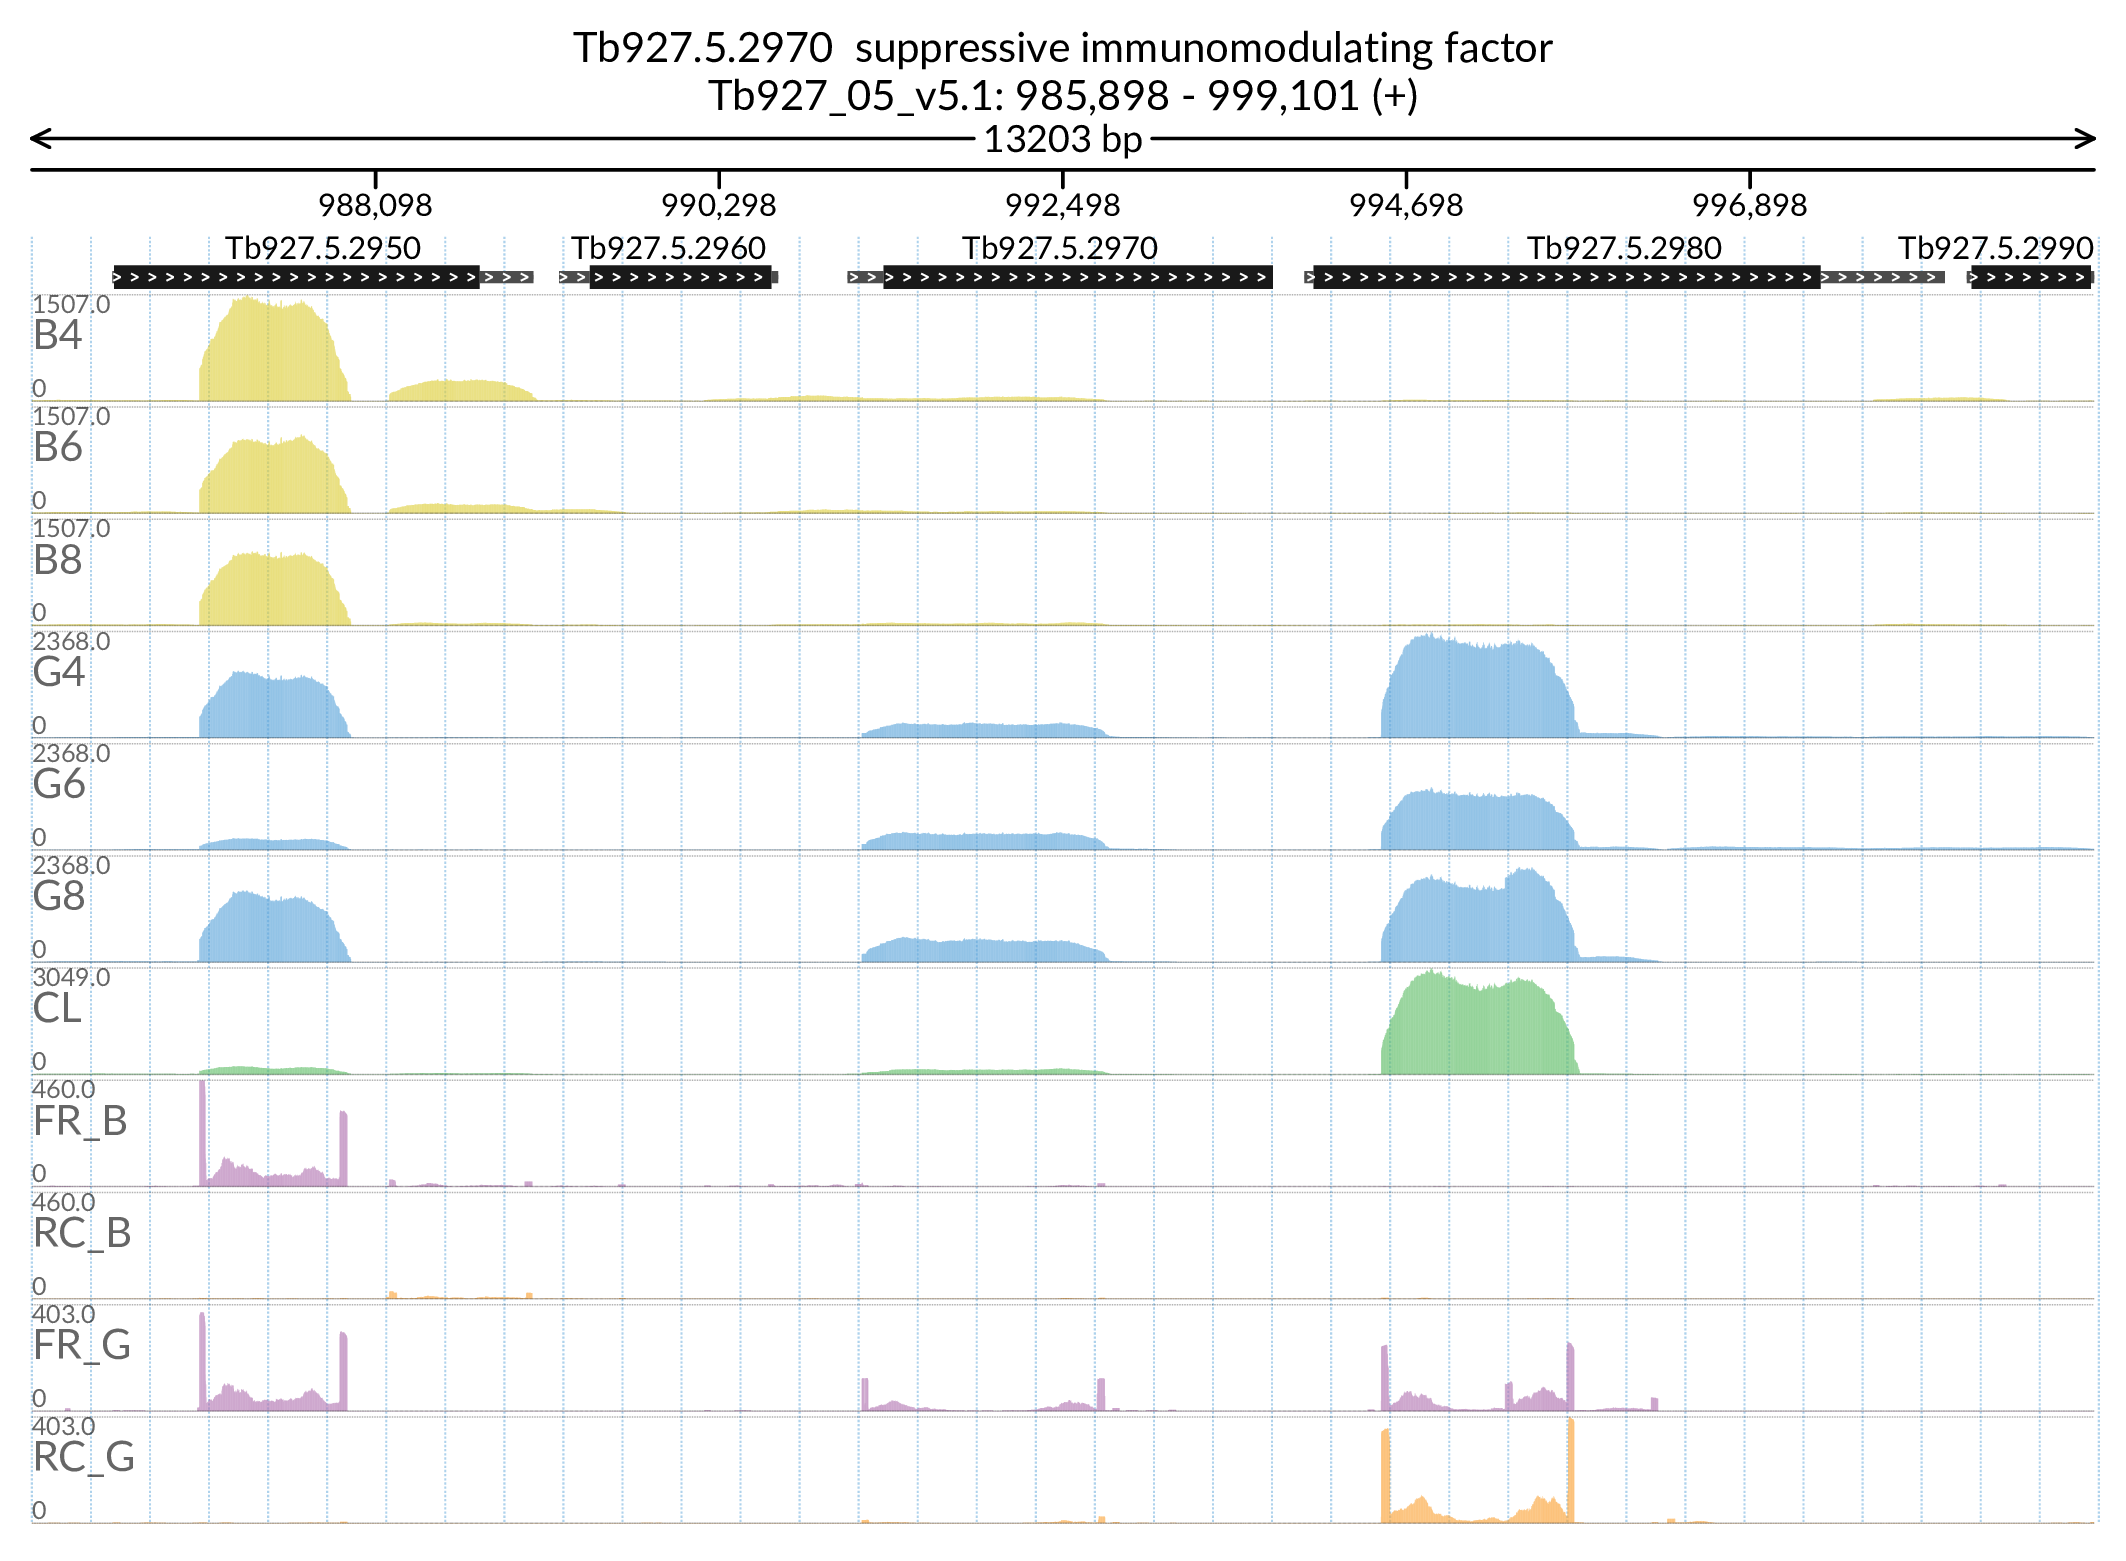 Tb927.5.2970  suppressive immunomodulating factor
Tb927_05_v5.1: 985,898 - 999,101 (+)
13203 bp
988,098 990,298 992,498 994,698 996,898
Tb927.5.2950 Tb927.5.2960 Tb927.5.2970 Tb927.5.2980 Tb927.5.2990
1507.0
B4
0
1507.0
B6
0
1507.0
B8
0
2368.0
G4
0
2368.0
G6
0
2368.0
G8
0
3049.0
CL
0
460.0
FR_B
0
460.0
RC_B
0
403.0
FR_G
0
403.0
RC_G
0